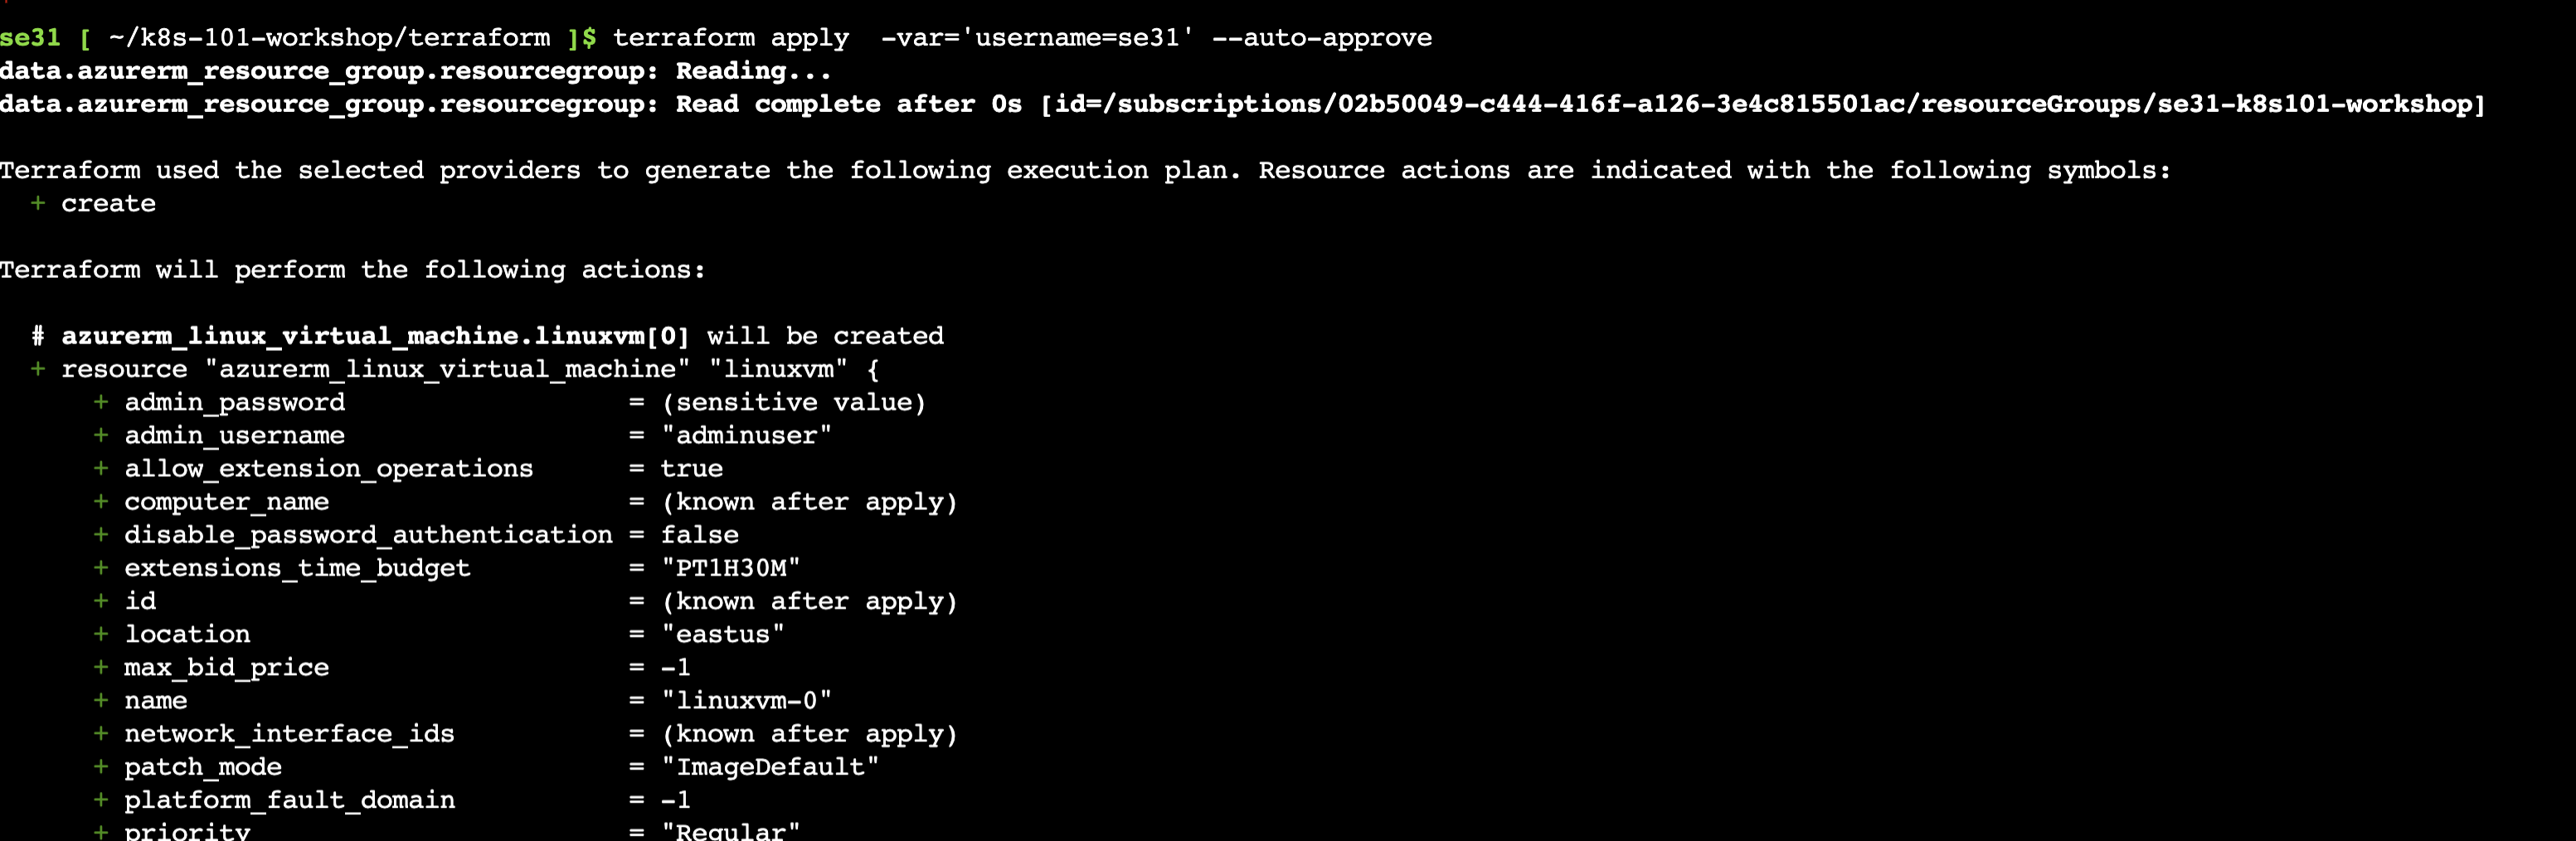 se31 [ ~/k8s-101-workshop/terraform ]$ terraform apply  -var='username=se31' --auto-approve
data.azurerm_resource_group.resourcegroup: Reading...
data.azurerm_resource_group.resourcegroup: Read complete after 0s [id=/subscriptions/02b50049-c444-416f-a126-3e4c815501ac/resourceGroups/se31-k8s101-workshop]
Terraform used the selected providers to generate the following execution plan. Resource actions are indicated with the following symbols:
+ create
Terraform will perform the following actions:
# azurerm_linux_virtual_machine.linuxvm[0] will be created
+ resource "azurerm_linux_virtual_machine" "linuxvm" {
+ admin_password                  = (sensitive value)
+ admin_username                  = "adminuser"
+ allow_extension_operations      = true
+ computer_name                   = (known after apply)
+ disable_password_authentication = false
+ extensions_time_budget          = "PT1H30M"
+ id                              = (known after apply)
+ location                        = "eastus"
+ max_bid_price                   = -1
+ name                            = "linuxvm-0"
+ network_interface_ids           = (known after apply)
+ patch_mode                      = "ImageDefault"
+ platform_fault_domain           = -1
+ priority                        = "Regular"